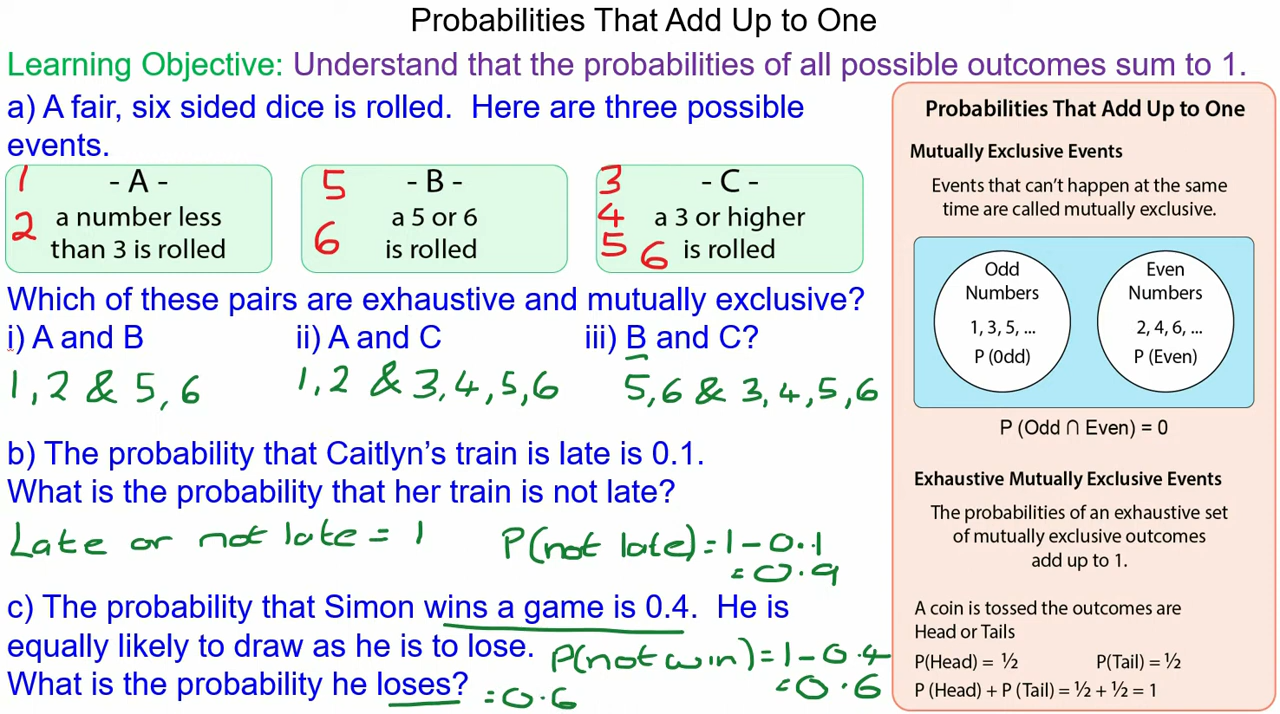 Probabilities That Add Up to One
Learning Objective: Understand that the probabilities of all possible outcomes sum to 1.
a) A fair, six sided dice is rolled. Here are three possible
events.
1
2
- A -
a number less
than 3 is rolled
5
6
- B -
a 5 or 6
is rolled
3
4
5 6
- C -
a 3 or higher
is rolled
Which of these pairs are exhaustive and mutually exclusive?
i) A and B
ii) A and C
iii) B and C?
1, 2 & 5, 6
1, 2 & 3, 4, 5, 6
5, 6 & 3, 4, 5, 6
b) The probability that Caitlyn's train is late is 0.1.
What is the probability that her train is not late?
Late or not late = 1
P(not late) = 1 - 0.1
= 0.9
c) The probability that Simon wins a game is 0.4. He is
equally likely to draw as he is to lose.
What is the probability he loses?
P(not win) = 1 - 0.4
= 0.6
= 0.6
Probabilities That Add Up to One
Mutually Exclusive Events
Events that can't happen at the same
time are called mutually exclusive.
Odd
Numbers
1, 3, 5, ...
P (Odd)
Even
Numbers
2, 4, 6, ...
P (Even)
P (Odd ∩ Even) = 0
Exhaustive Mutually Exclusive Events
The probabilities of an exhaustive set
of mutually exclusive outcomes
add up to 1.
A coin is tossed the outcomes are
Head or Tails
P(Head) = ½
P(Tail) = ½
P (Head) + P (Tail) = ½ + ½ = 1